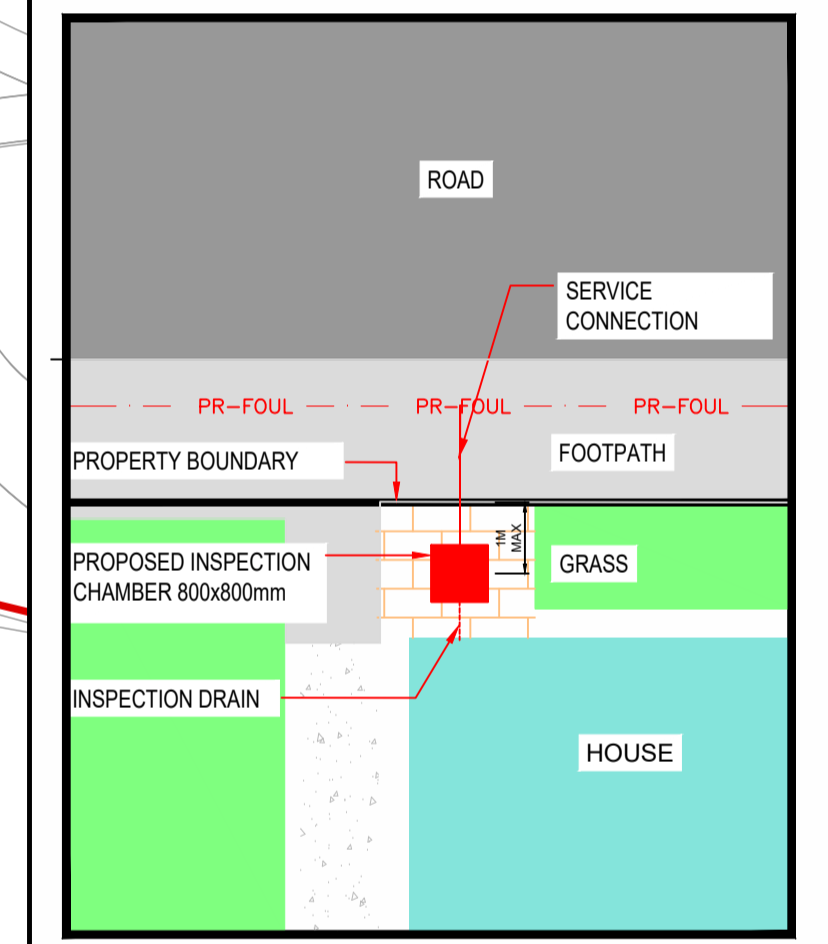 ROAD
SERVICE
CONNECTION
PR-FOUL PR-FOUL PR-FOUL
PROPERTY BOUNDARY
FOOTPATH
1M
MAX
PROPOSED INSPECTION
CHAMBER 800x800mm
GRASS
INSPECTION DRAIN
HOUSE